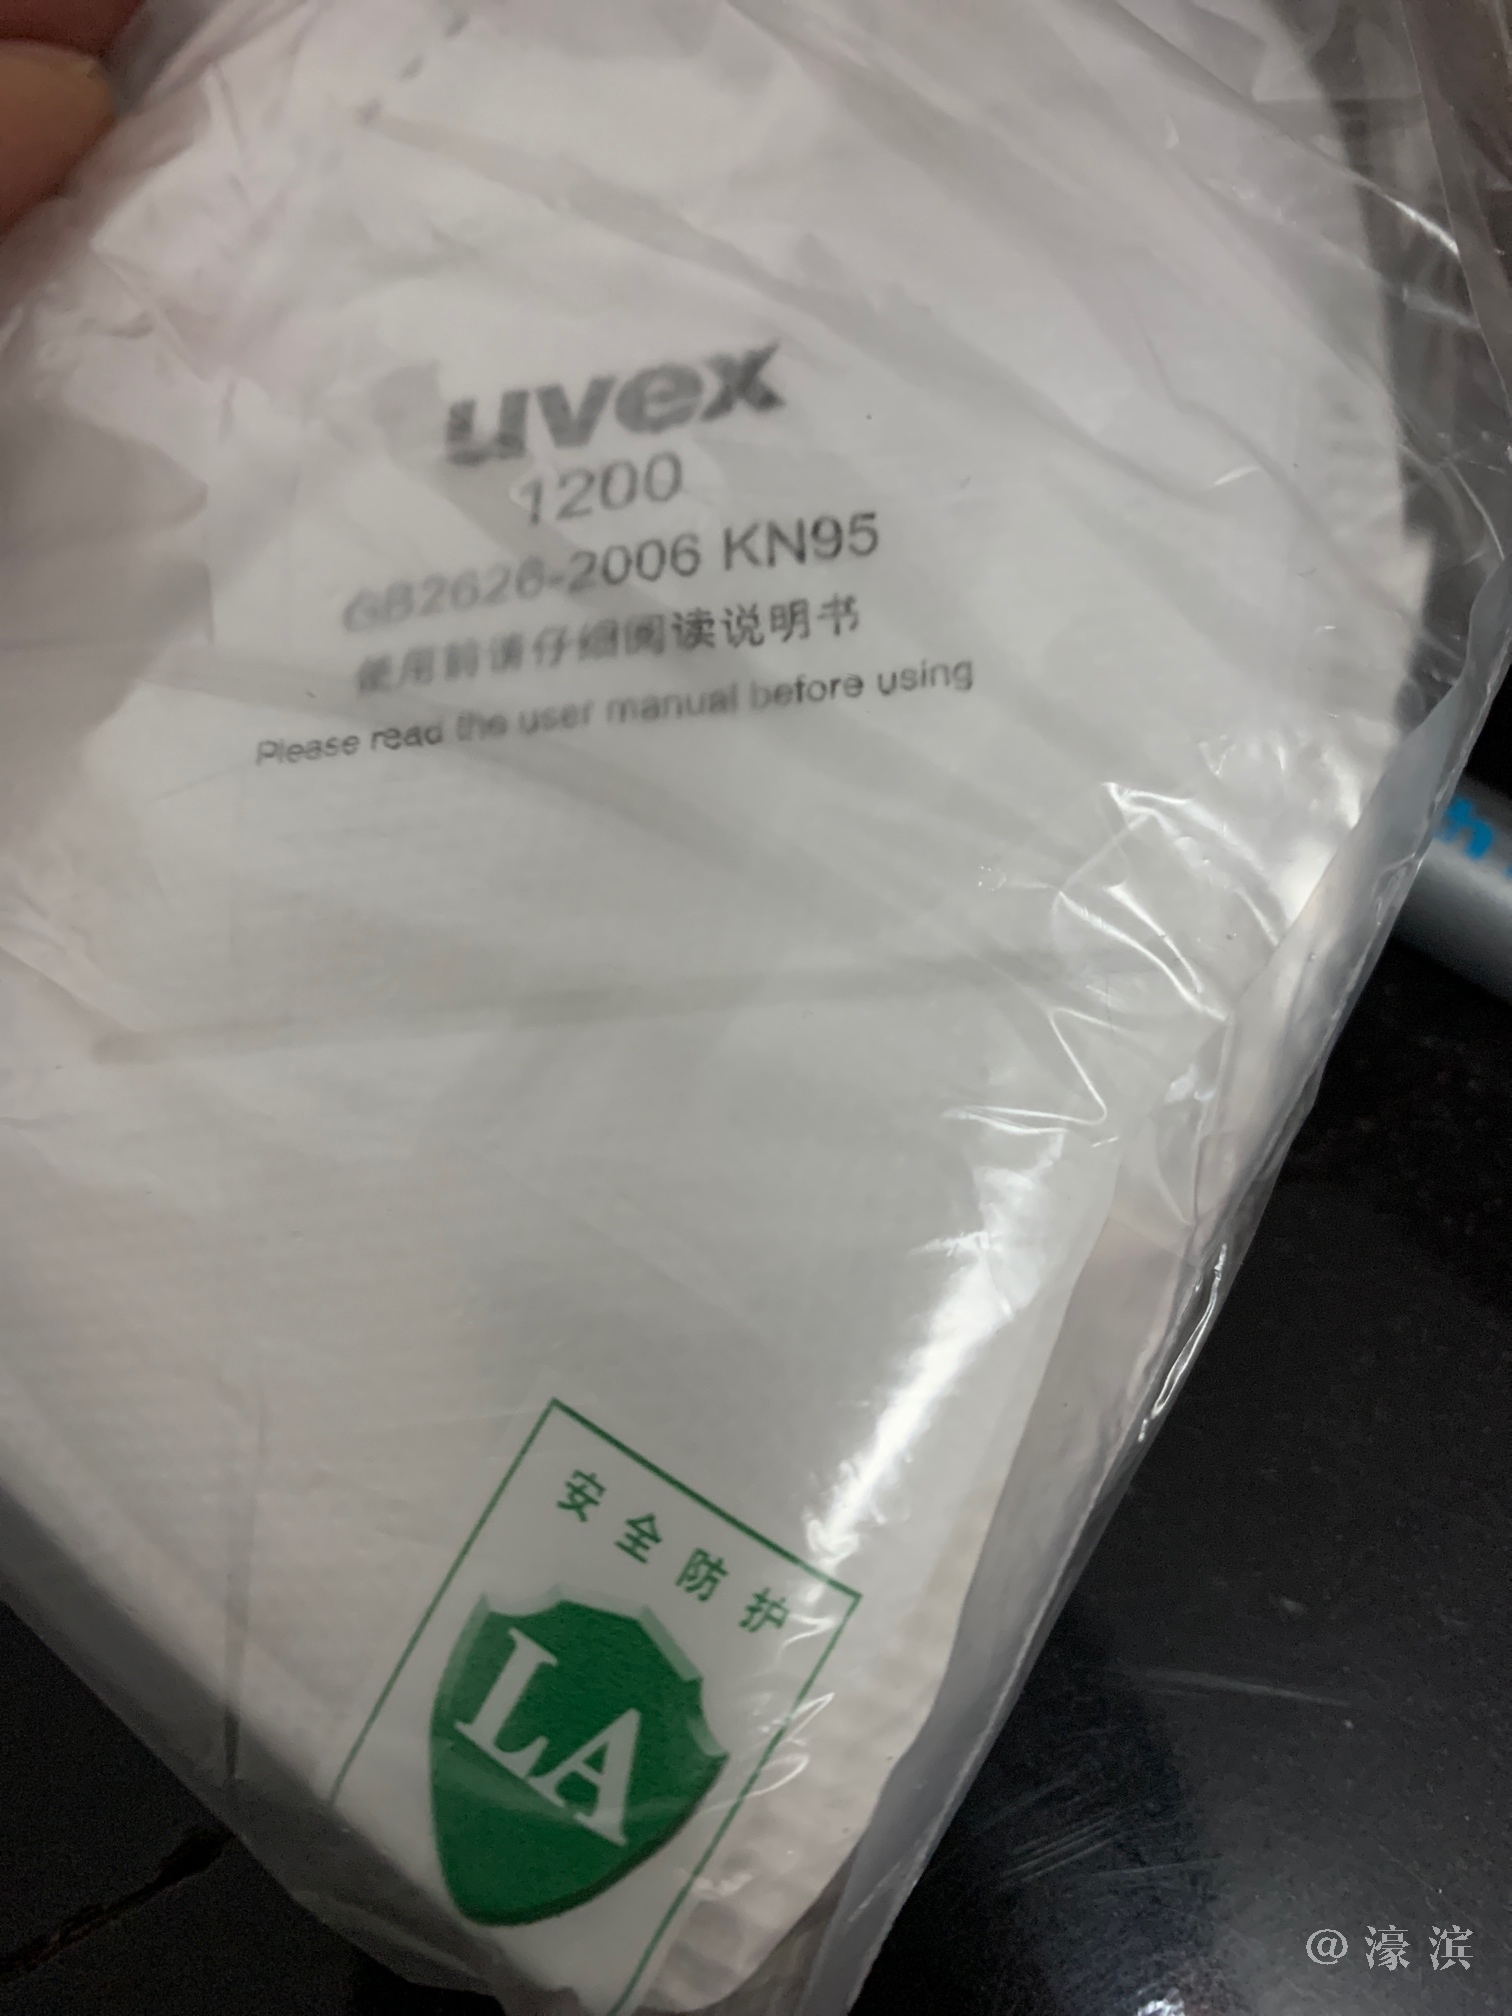 uvex
1200
GB2626-2006 KN95
使用前请仔细阅读说明书
Please read the user manual before using
安全防护
LA
@濠滨